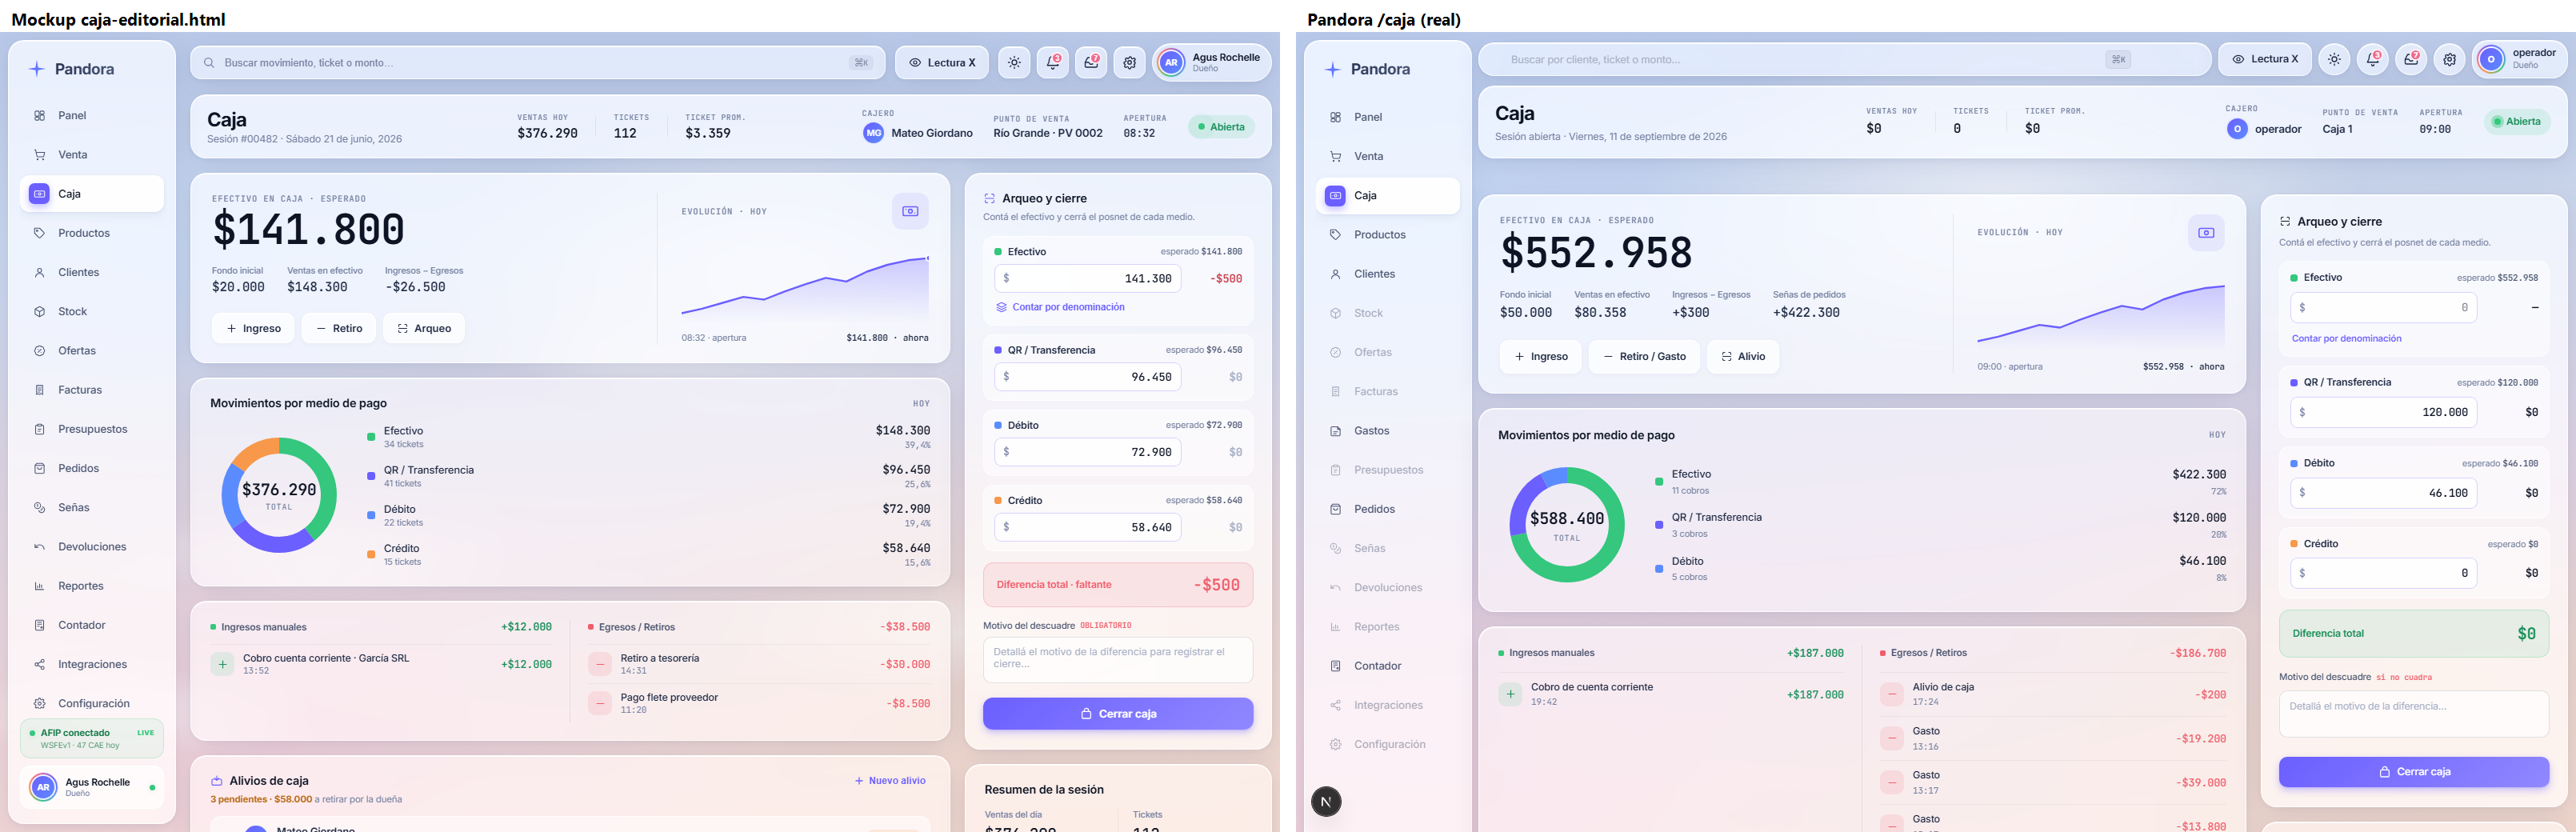 Mockup caja-editorial.html
Pandora
Panel
Venta
Caja
Productos
Clientes
Stock
Ofertas
Facturas
Presupuestos
Pedidos
Señas
Devoluciones
Reportes
Contador
Integraciones
Configuración
AFIP conectado LIVE
WSFEv1 · 47 CAE hoy
AR Agus Rochelle
Dueño
Buscar movimiento, ticket o monto... ⌘K
Lectura X
3
7
AR Agus Rochelle
Dueño
Caja
Sesión #00482 · Sábado 21 de junio, 2026
VENTAS HOY
$376.290
TICKETS
112
TICKET PROM.
$3.359
CAJERO
MG Mateo Giordano
PUNTO DE VENTA
Río Grande · PV 0002
APERTURA
08:32
Abierta
EFECTIVO EN CAJA · ESPERADO
$141.800
Fondo inicial
$20.000
Ventas en efectivo
$148.300
Ingresos – Egresos
-$26.500
+ Ingreso
– Retiro
Arqueo
EVOLUCIÓN · HOY
08:32 · apertura
$141.800 · ahora
Movimientos por medio de pago
HOY
$376.290
TOTAL
Efectivo $148.300
34 tickets 39,4%
QR / Transferencia $96.450
41 tickets 25,6%
Débito $72.900
22 tickets 19,4%
Crédito $58.640
15 tickets 15,6%
Ingresos manuales +$12.000
Cobro cuenta corriente · García SRL +$12.000
13:52
Egresos / Retiros -$38.500
Retiro a tesorería -$30.000
14:31
Pago flete proveedor -$8.500
11:20
Alivios de caja
+ Nuevo alivio
3 pendientes · $58.000 a retirar por la dueña
Mateo Giordano
Arqueo y cierre
Contá el efectivo y cerrá el posnet de cada medio.
Efectivo esperado $141.800
$ 141.300 -$500
Contar por denominación
QR / Transferencia esperado $96.450
$ 96.450 $0
Débito esperado $72.900
$ 72.900 $0
Crédito esperado $58.640
$ 58.640 $0
Diferencia total · faltante -$500
Motivo del descuadre OBLIGATORIO
Detallá el motivo de la diferencia para registrar el
cierre...
Cerrar caja
Resumen de la sesión
Ventas del día
$376.290
Tickets
112
Pandora /caja (real)
Pandora
Panel
Venta
Caja
Productos
Clientes
Stock
Ofertas
Facturas
Gastos
Presupuestos
Pedidos
Señas
Devoluciones
Reportes
Contador
Integraciones
Configuración
N
Buscar por cliente, ticket o monto... ⌘K
Lectura X
3
7
O operador
Dueño
Caja
Sesión abierta · Viernes, 11 de septiembre de 2026
VENTAS HOY
$0
TICKETS
0
TICKET PROM.
$0
CAJERO
O operador
PUNTO DE VENTA
Caja 1
APERTURA
09:00
Abierta
EFECTIVO EN CAJA · ESPERADO
$552.958
Fondo inicial
$50.000
Ventas en efectivo
$80.358
Ingresos – Egresos
+$300
Señas de pedidos
+$422.300
+ Ingreso
– Retiro / Gasto
Alivio
EVOLUCIÓN · HOY
09:00 · apertura
$552.958 · ahora
Movimientos por medio de pago
HOY
$588.400
TOTAL
Efectivo $422.300
11 cobros 72%
QR / Transferencia $120.000
3 cobros 20%
Débito $46.100
5 cobros 8%
Ingresos manuales +$187.000
Cobro de cuenta corriente +$187.000
19:42
Egresos / Retiros -$186.700
Alivio de caja -$200
17:24
Gasto -$19.200
13:16
Gasto -$39.000
13:17
Gasto -$13.800
Arqueo y cierre
Contá el efectivo y cerrá el posnet de cada medio.
Efectivo esperado $552.958
$ 0 –
Contar por denominación
QR / Transferencia esperado $120.000
$ 120.000 $0
Débito esperado $46.100
$ 46.100 $0
Crédito esperado $0
$ 0 $0
Diferencia total $0
Motivo del descuadre si no cuadra
Detallá el motivo de la diferencia...
Cerrar caja